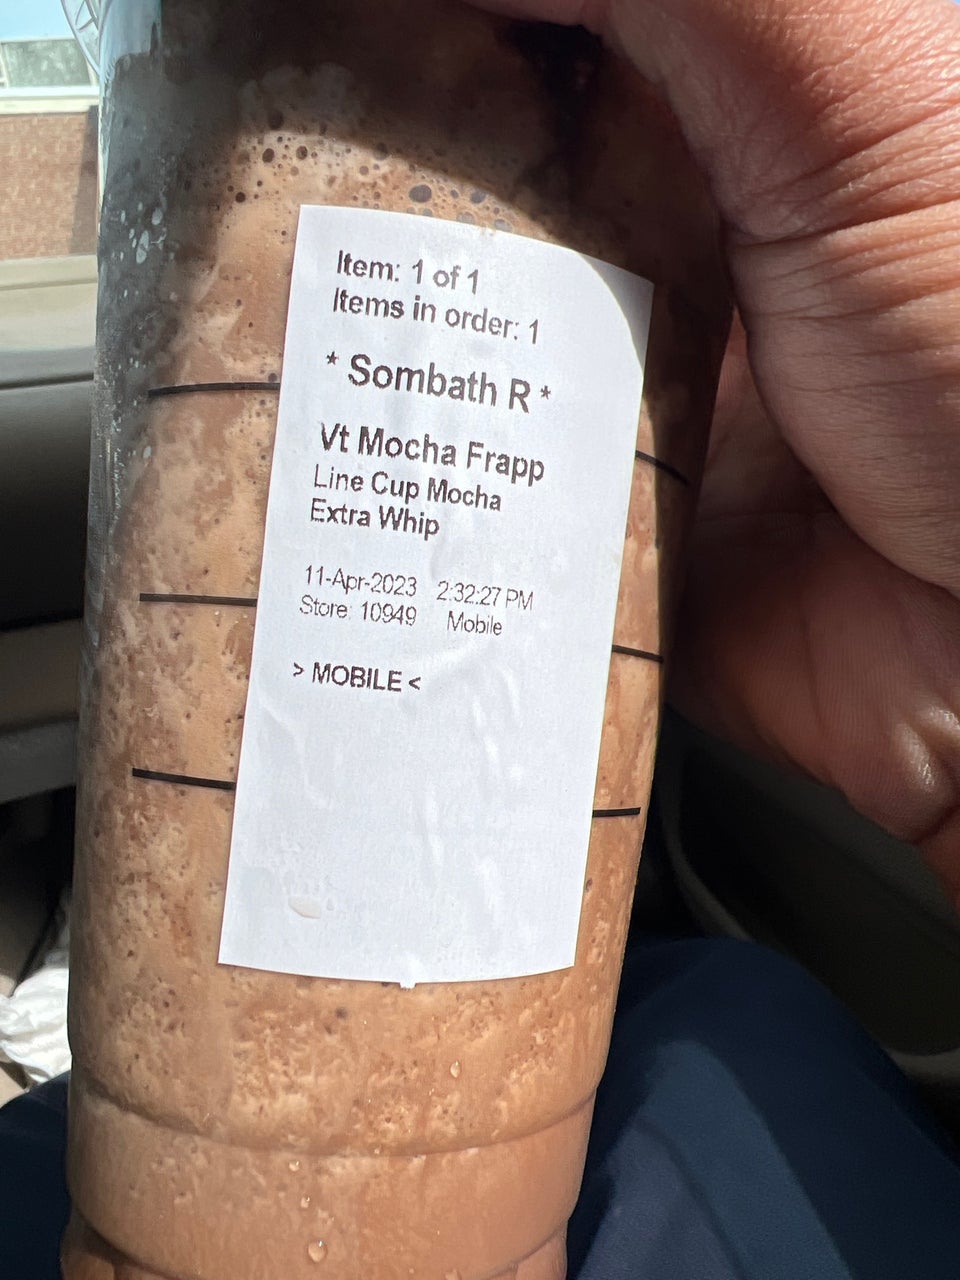 Item: 1 of 1
Items in order: 1
* Sombath R *
Vt Mocha Frapp
Line Cup Mocha
Extra Whip
11-Apr-2023 2:32:27 PM
Store: 10949 Mobile
> MOBILE <